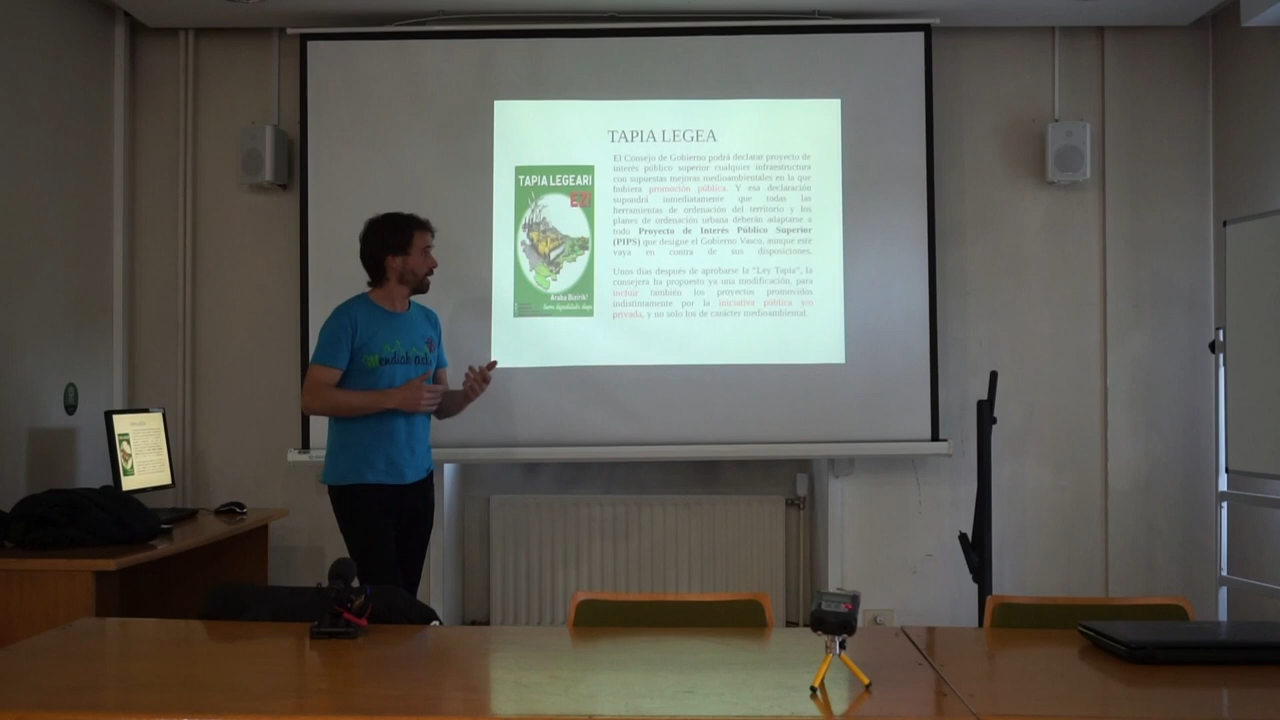 TAPIA LEGEA
El Consejo de Gobierno podrá declarar proyecto de
interés público superior cualquier infraestructura
con supuestas mejoras medioambientales en la que
hubiera promoción pública. Y esa declaración
supondrá inmediatamente que todas las
herramientas de ordenación del territorio y los
planes de ordenación urbana deberán adaptarse a
todo Proyecto de Interés Público Superior
(PIPS) que designe el Gobierno Vasco, aunque este
vaya en contra de sus disposiciones.
Unos días después de aprobarse la "Ley Tapia", la
consejera ha propuesto ya una modificación, para
incluir también los proyectos promovidos
indistintamente por la iniciativa pública y/o
privada, y no solo los de carácter medioambiental.
TAPIA LEGEARI
EZ!
Araba Bizirik!